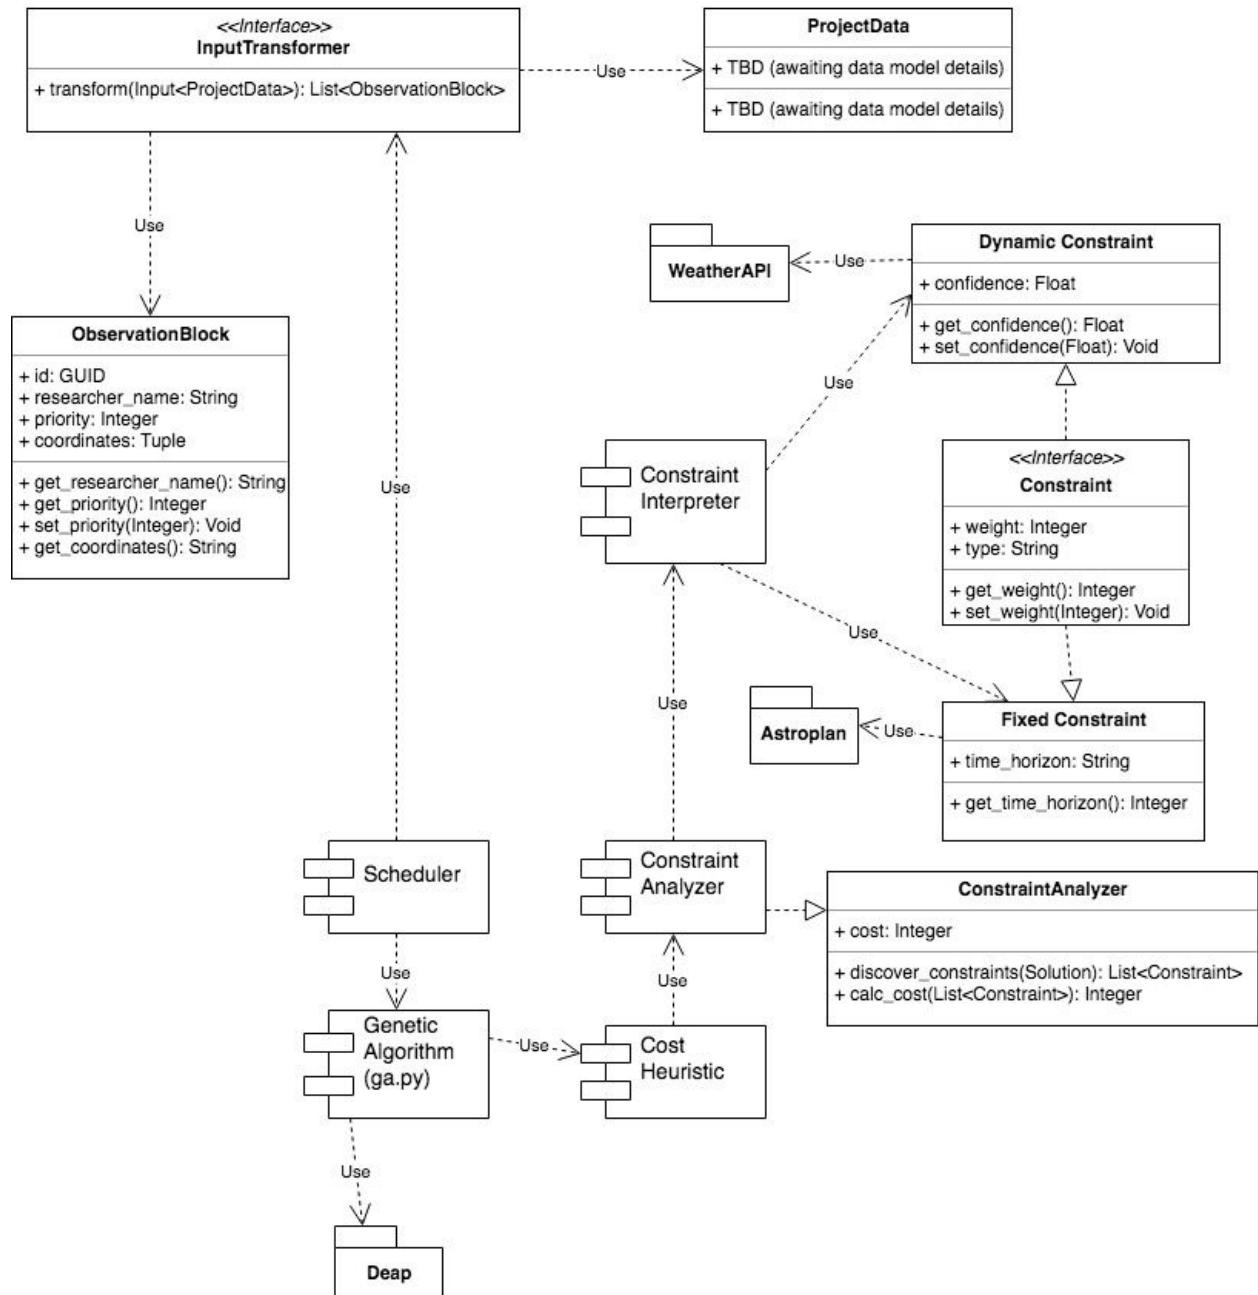 <<Interface>>
InputTransformer
+ transform(Input<ProjectData>): List<ObservationBlock>
Use
ProjectData
+ TBD (awaiting data model details)
+ TBD (awaiting data model details)
Use
ObservationBlock
+ id: GUID
+ researcher_name: String
+ priority: Integer
+ coordinates: Tuple
+ get_researcher_name(): String
+ get_priority(): Integer
+ set_priority(Integer): Void
+ get_coordinates(): String
Use
WeatherAPI
Use
Dynamic Constraint
+ confidence: Float
+ get_confidence(): Float
+ set_confidence(Float): Void
Use
Constraint
Interpreter
<<Interface>>
Constraint
+ weight: Integer
+ type: String
+ get_weight(): Integer
+ set_weight(Integer): Void
Use
Use
Astroplan
Use
Fixed Constraint
+ time_horizon: String
+ get_time_horizon(): Integer
Scheduler
Constraint
Analyzer
ConstraintAnalyzer
+ cost: Integer
+ discover_constraints(Solution): List<Constraint>
+ calc_cost(List<Constraint>): Integer
Use
Use
Genetic
Algorithm
(ga.py)
Use
Cost
Heuristic
Use
Deap